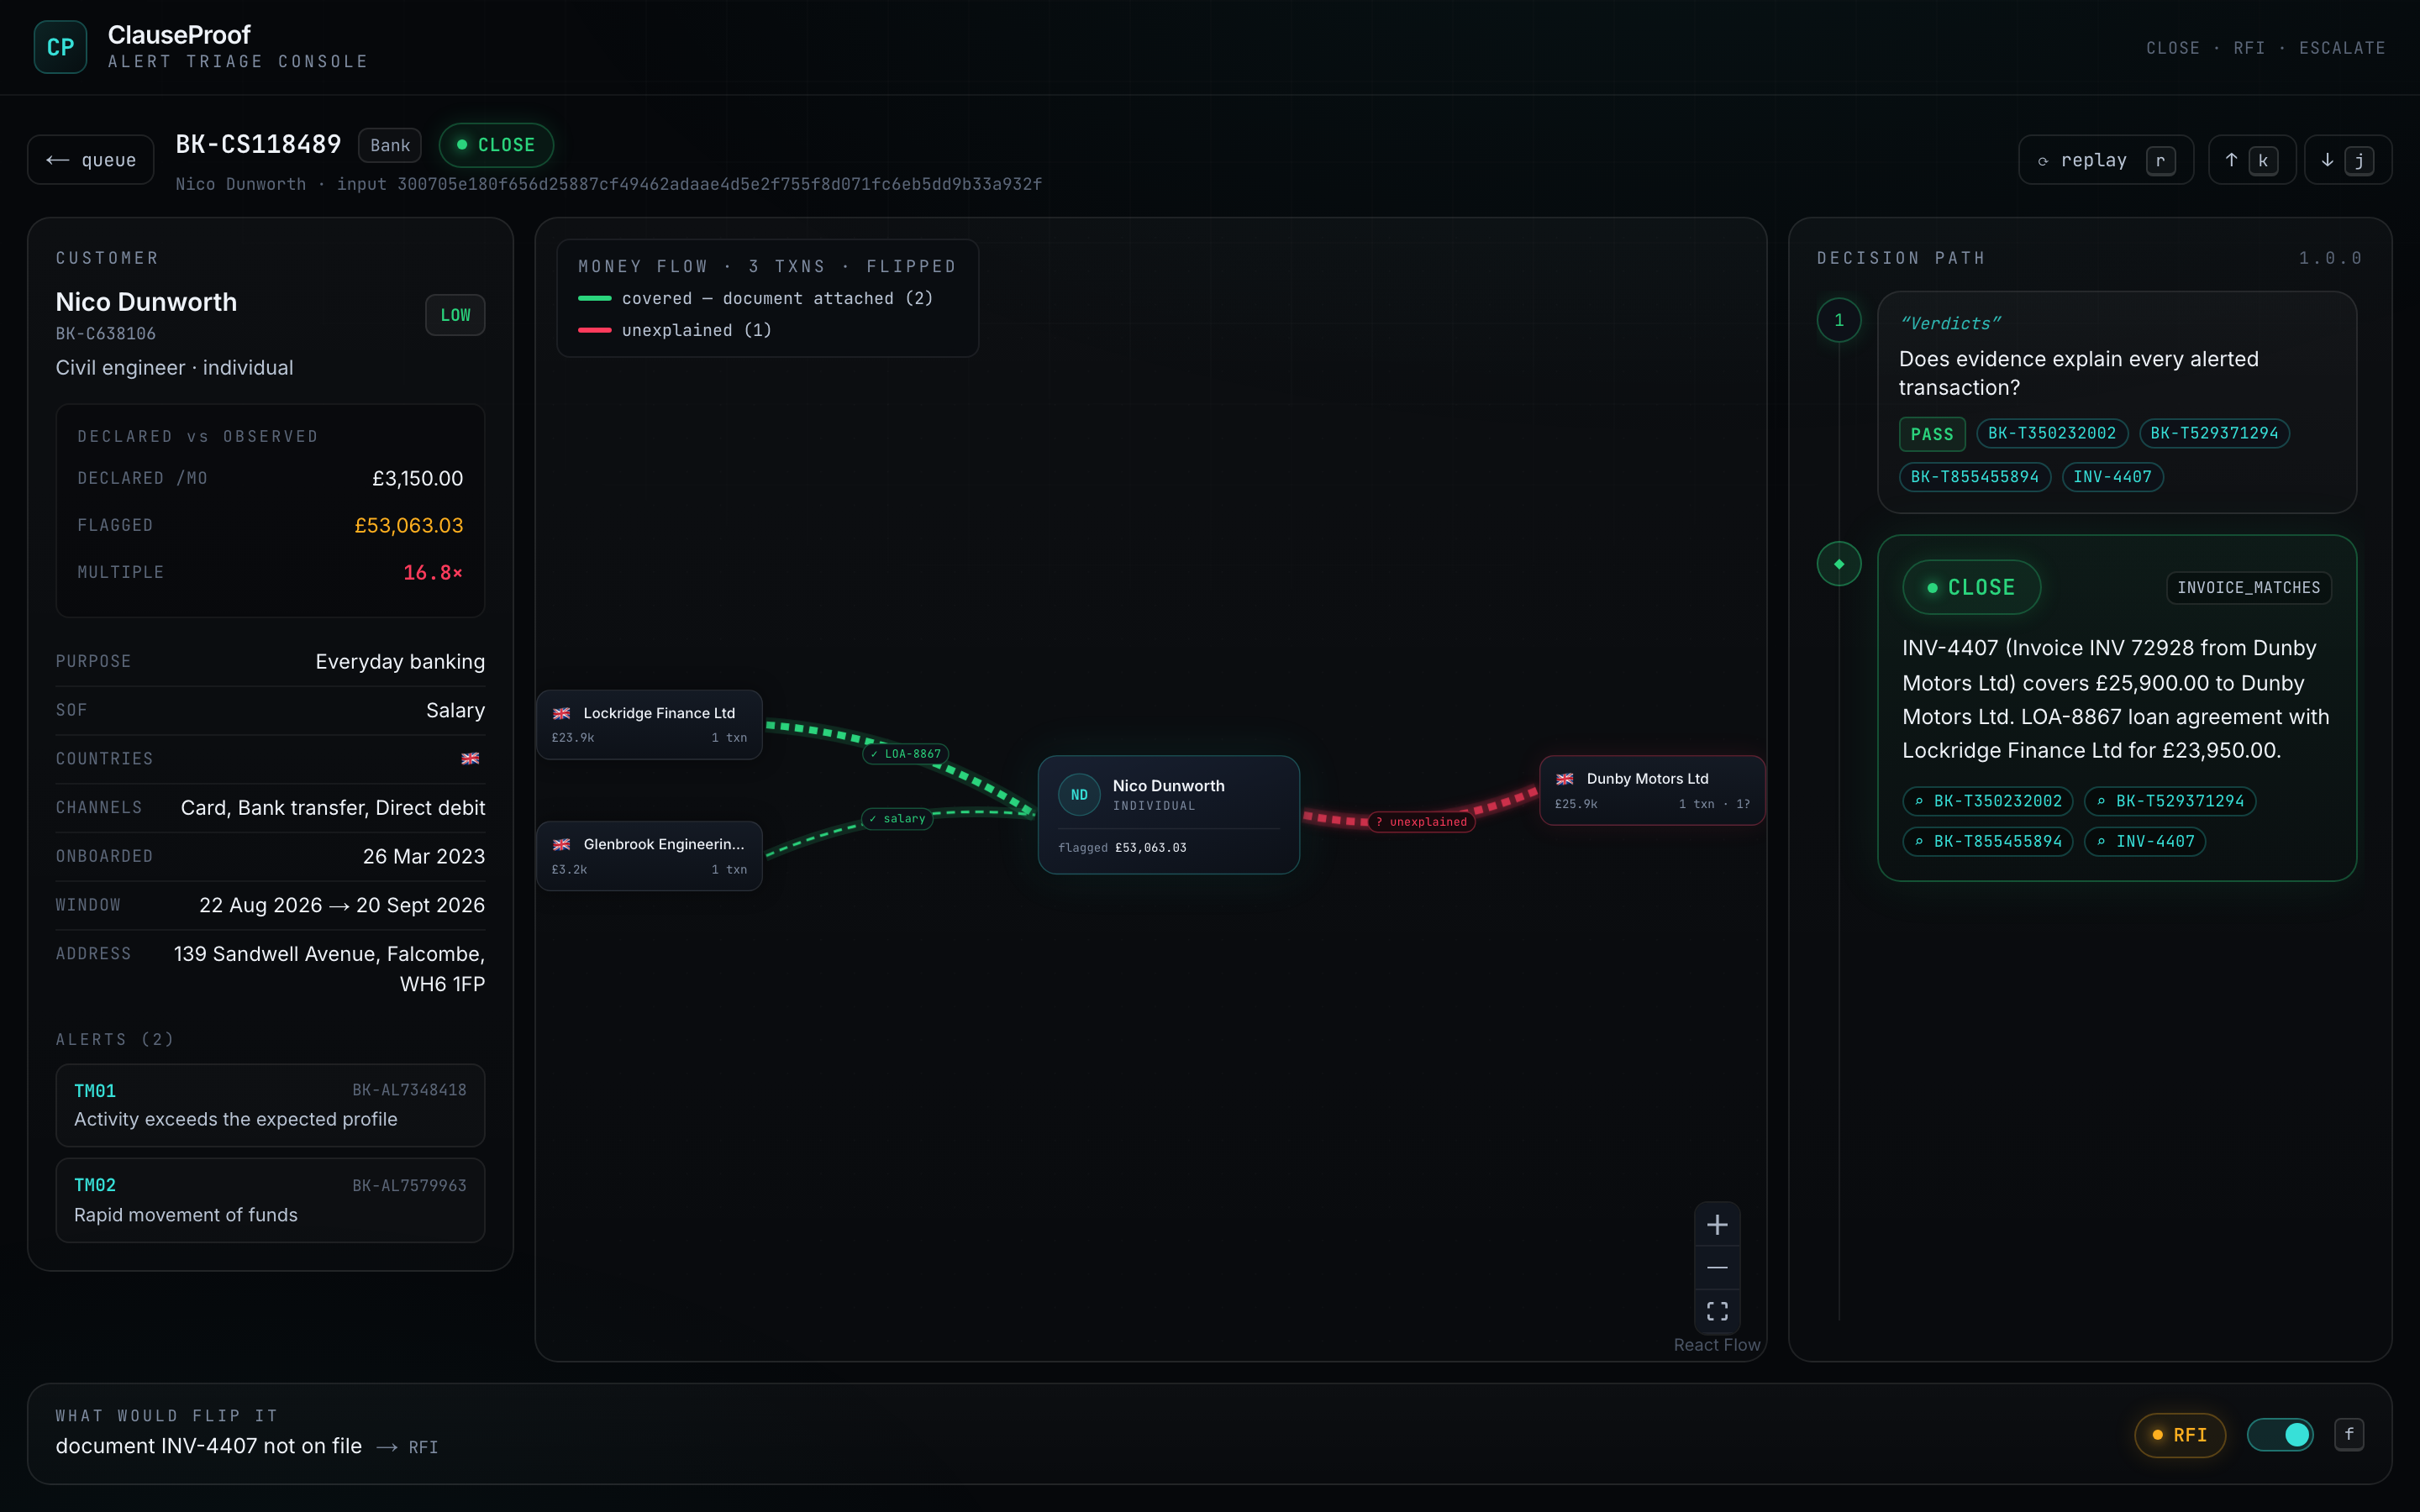 CP
ClauseProof
ALERT TRIAGE CONSOLE
CLOSE · RFI · ESCALATE
← queue
BK-CS118489 Bank CLOSE
Nico Dunworth · input 300705e180f656d25887cf49462adaae4d5e2f755f8d071fc6eb5dd9b33a932f
⟳ replay r
↑ k
↓ j
CUSTOMER
Nico Dunworth
BK-C638106
LOW
Civil engineer · individual
DECLARED vs OBSERVED
DECLARED /MO £3,150.00
FLAGGED £53,063.03
MULTIPLE 16.8×
PURPOSE Everyday banking
SOF Salary
COUNTRIES 🇬🇧
CHANNELS Card, Bank transfer, Direct debit
ONBOARDED 26 Mar 2023
WINDOW 22 Aug 2026 → 20 Sept 2026
ADDRESS 139 Sandwell Avenue, Falcombe,
WH6 1FP
ALERTS (2)
TM01 BK-AL7348418
Activity exceeds the expected profile
TM02 BK-AL7579963
Rapid movement of funds
MONEY FLOW · 3 TXNS · FLIPPED
covered — document attached (2)
unexplained (1)
🇬🇧 Lockridge Finance Ltd
£23.9k 1 txn
✓ LOA-8867
🇬🇧 Glenbrook Engineerin...
£3.2k 1 txn
✓ salary
ND
Nico Dunworth
INDIVIDUAL
flagged £53,063.03
? unexplained
🇬🇧 Dunby Motors Ltd
£25.9k 1 txn · 1?
React Flow
DECISION PATH 1.0.0
1
“Verdicts”
Does evidence explain every alerted
transaction?
PASS BK-T350232002 BK-T529371294
BK-T855455894 INV-4407
CLOSE INVOICE_MATCHES
INV-4407 (Invoice INV 72928 from Dunby
Motors Ltd) covers £25,900.00 to Dunby
Motors Ltd. LOA-8867 loan agreement with
Lockridge Finance Ltd for £23,950.00.
BK-T350232002 BK-T529371294
BK-T855455894 INV-4407
WHAT WOULD FLIP IT
document INV-4407 not on file → RFI
RFI
f